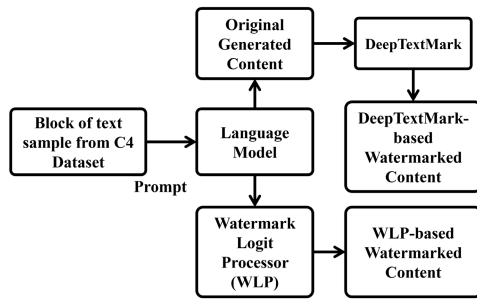 Original
Generated
Content
DeepTextMark
Block of text
sample from C4
Dataset
Prompt
Language
Model
DeepTextMark-
based
Watermarked
Content
Watermark
Logit
Processor
(WLP)
WLP-based
Watermarked
Content